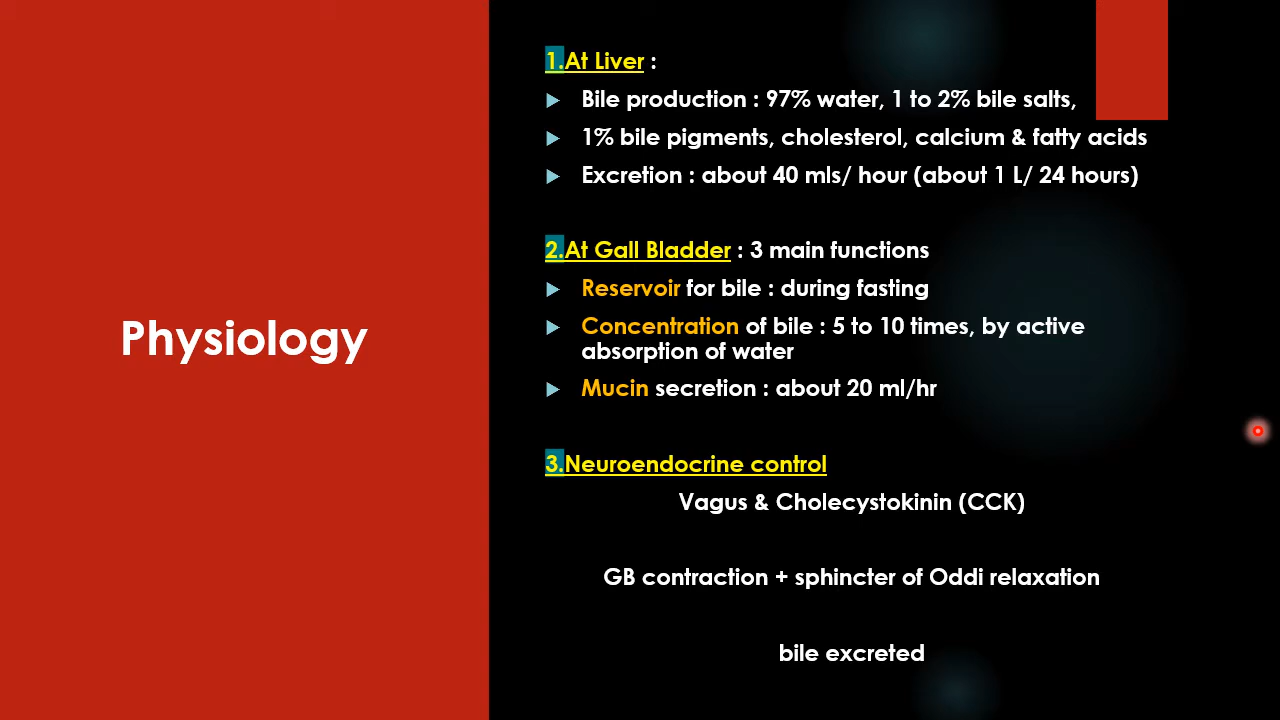 Physiology
1.At Liver :
Bile production : 97% water, 1 to 2% bile salts,
1% bile pigments, cholesterol, calcium & fatty acids
Excretion : about 40 mls/ hour (about 1 L/ 24 hours)
2.At Gall Bladder : 3 main functions
Reservoir for bile : during fasting
Concentration of bile : 5 to 10 times, by active
absorption of water
Mucin secretion : about 20 ml/hr
3.Neuroendocrine control
Vagus & Cholecystokinin (CCK)
GB contraction + sphincter of Oddi relaxation
bile excreted